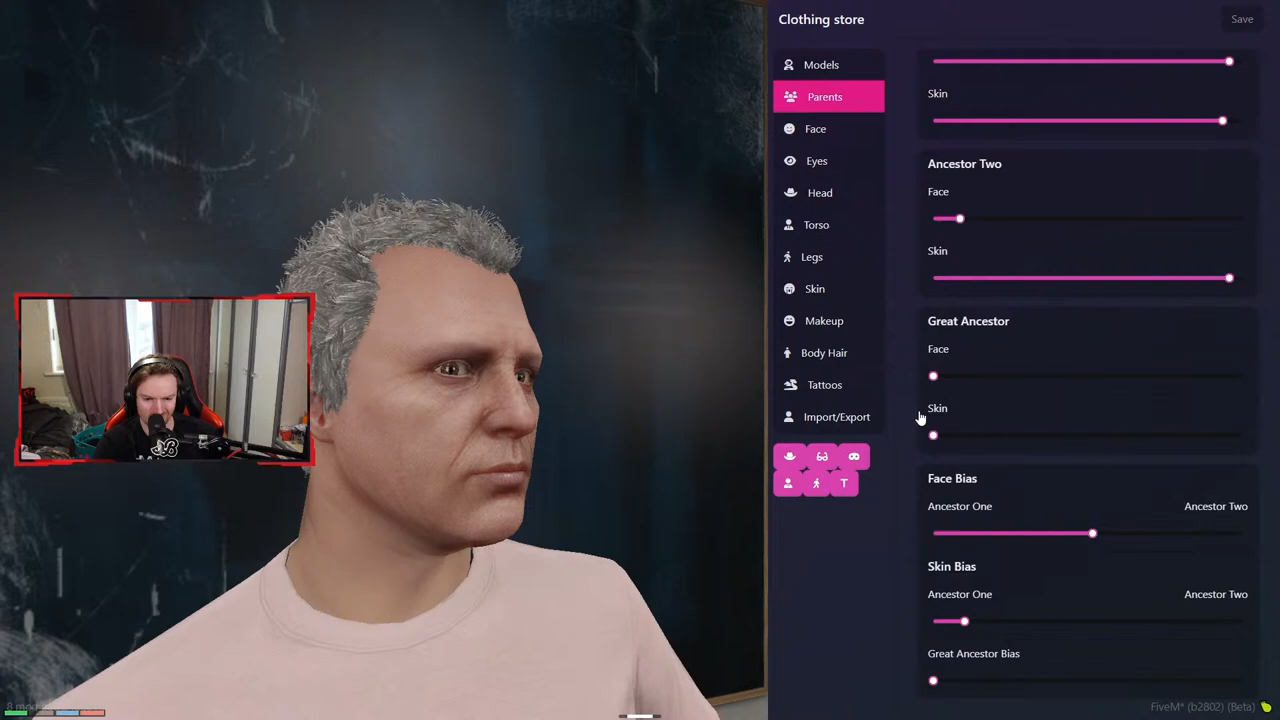 Clothing store
Save
Models
Parents
Face
Eyes
Head
Torso
Legs
Skin
Makeup
Body Hair
Tattoos
Import/Export
T
Skin
Ancestor Two
Face
Skin
Great Ancestor
Face
Skin
Face Bias
Ancestor One Ancestor Two
Skin Bias
Ancestor One Ancestor Two
Great Ancestor Bias
FiveM* (b2802) (Beta)